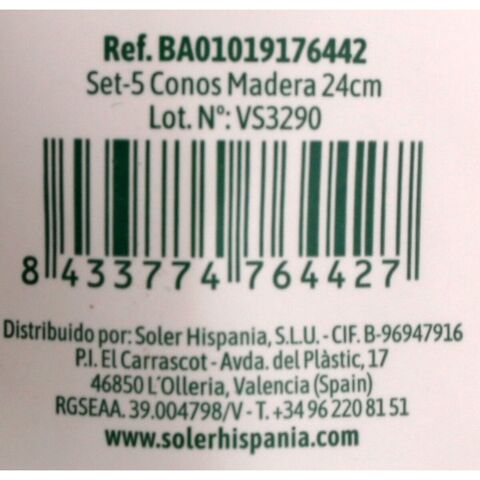 Ref. BA01019176442
Set-5 Conos Madera 24cm
Lot. Nº: VS3290
8 433774 764427
Distribuido por: Soler Hispania, S.L.U. - CIF. B-96947916
P.I. El Carrascot - Avda. del Plàstic, 17
46850 L´Olleria, Valencia (Spain)
RGSEAA. 39.004798/V - T. +34 96 220 81 51
www.solerhispania.com